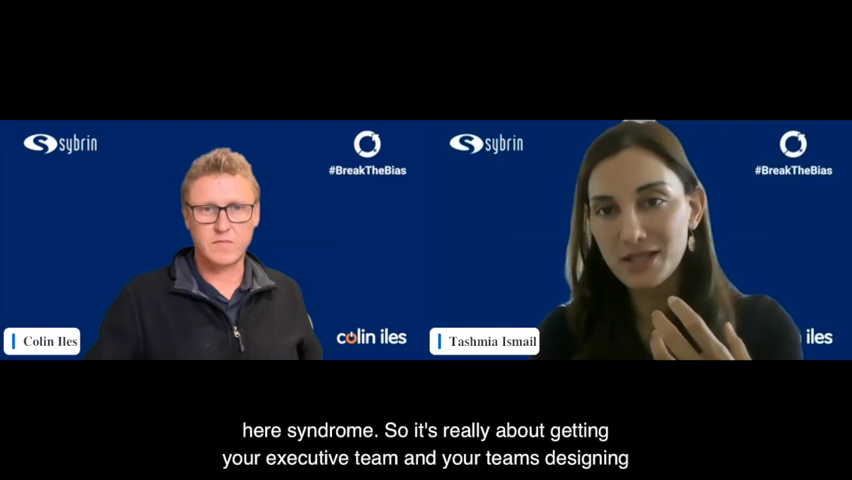 sybrin
#BreakTheBias
sybrin
#BreakTheBias
Colin Iles
colin iles
Tashmia Ismail
iles
here syndrome. So it's really about getting
your executive team and your teams designing